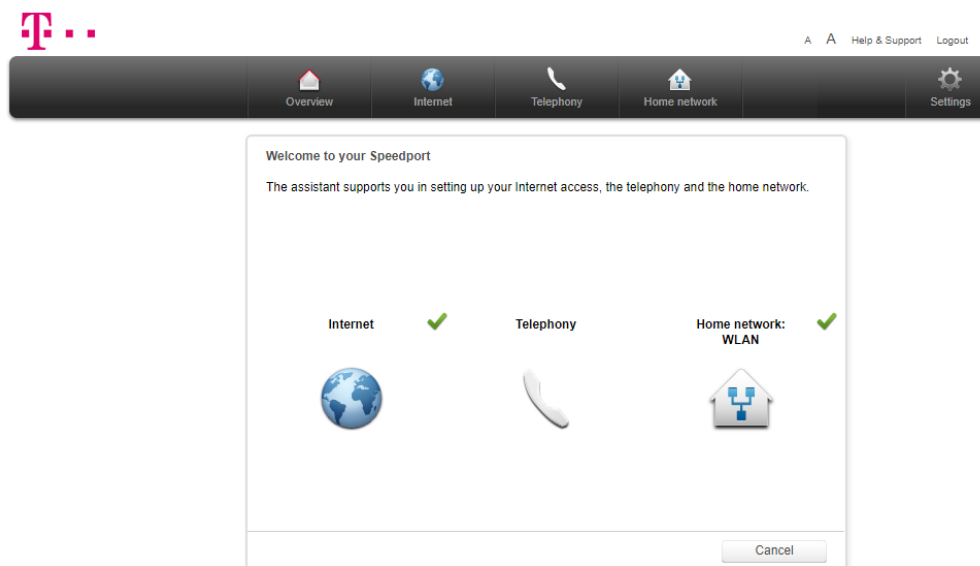 T
A A Help & Support Logout
Overview Internet Telephony Home network Settings
Welcome to your Speedport
The assistant supports you in setting up your Internet access, the telephony and the home network.
Internet Telephony Home network:
WLAN
Cancel